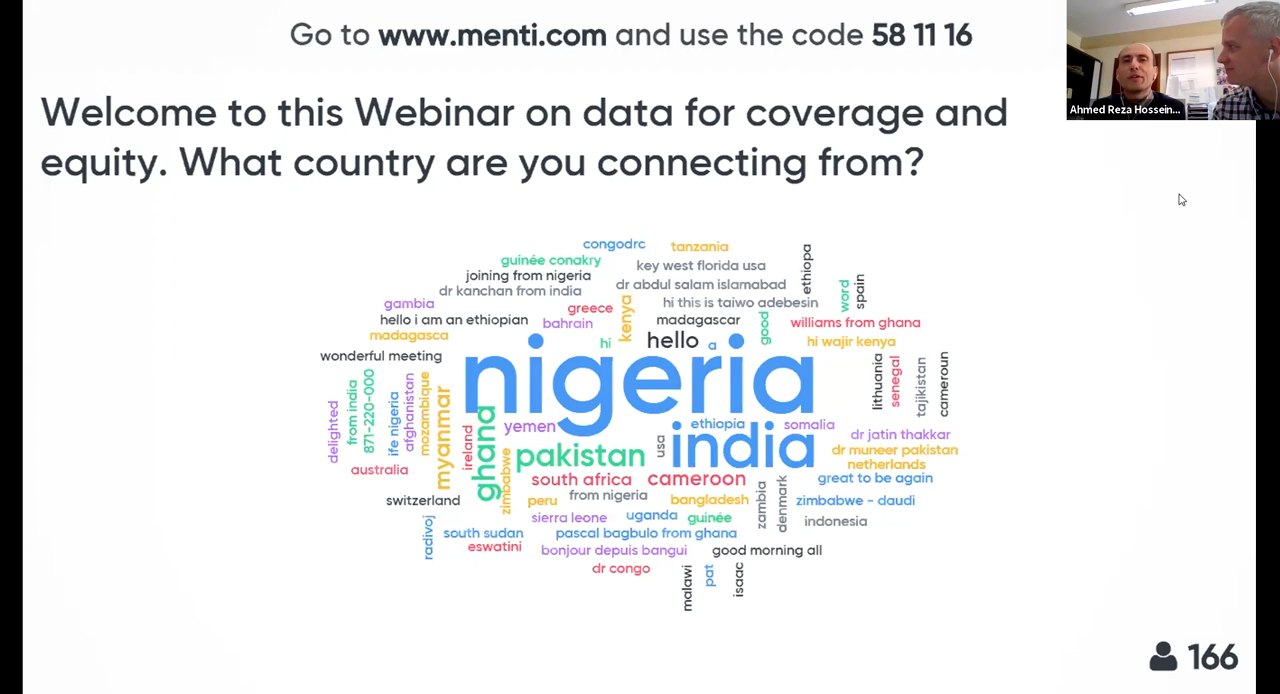 Go to www.menti.com and use the code 58 11 16
Ahmed Reza Hossein...
Welcome to this Webinar on data for coverage and
equity. What country are you connecting from?
congodrc
tanzania
guinée conakry
key west florida usa
ethiopa
joining from nigeria
dr abdul salam islamabad
word
spain
dr kanchan from india
hi this is taiwo adebesin
gambia
greece
kenya
hello i am an ethiopian
bahrain
madagascar
good
williams from ghana
madagasca
hi
hello
a
hi wajir kenya
wonderful meeting
nigeria
lithuania
senegal
tajikistan
cameroun
delighted
from india
871-220-000
ife nigeria
afghanistan
mozambique
myanmar
ireland
ghana
yemen
ethiopia
somalia
usa
india
dr jatin thakkar
dr muneer pakistan
pakistan
netherlands
australia
zimbabwe
south africa
cameroon
great to be again
switzerland
peru
from nigeria
bangladesh
zambia
denmark
zimbabwe - daudi
radivoj
sierra leone
uganda
guinée
indonesia
south sudan
pascal bagbulo from ghana
eswatini
bonjour depuis bangui
good morning all
dr congo
malawi
pat
isaac
166